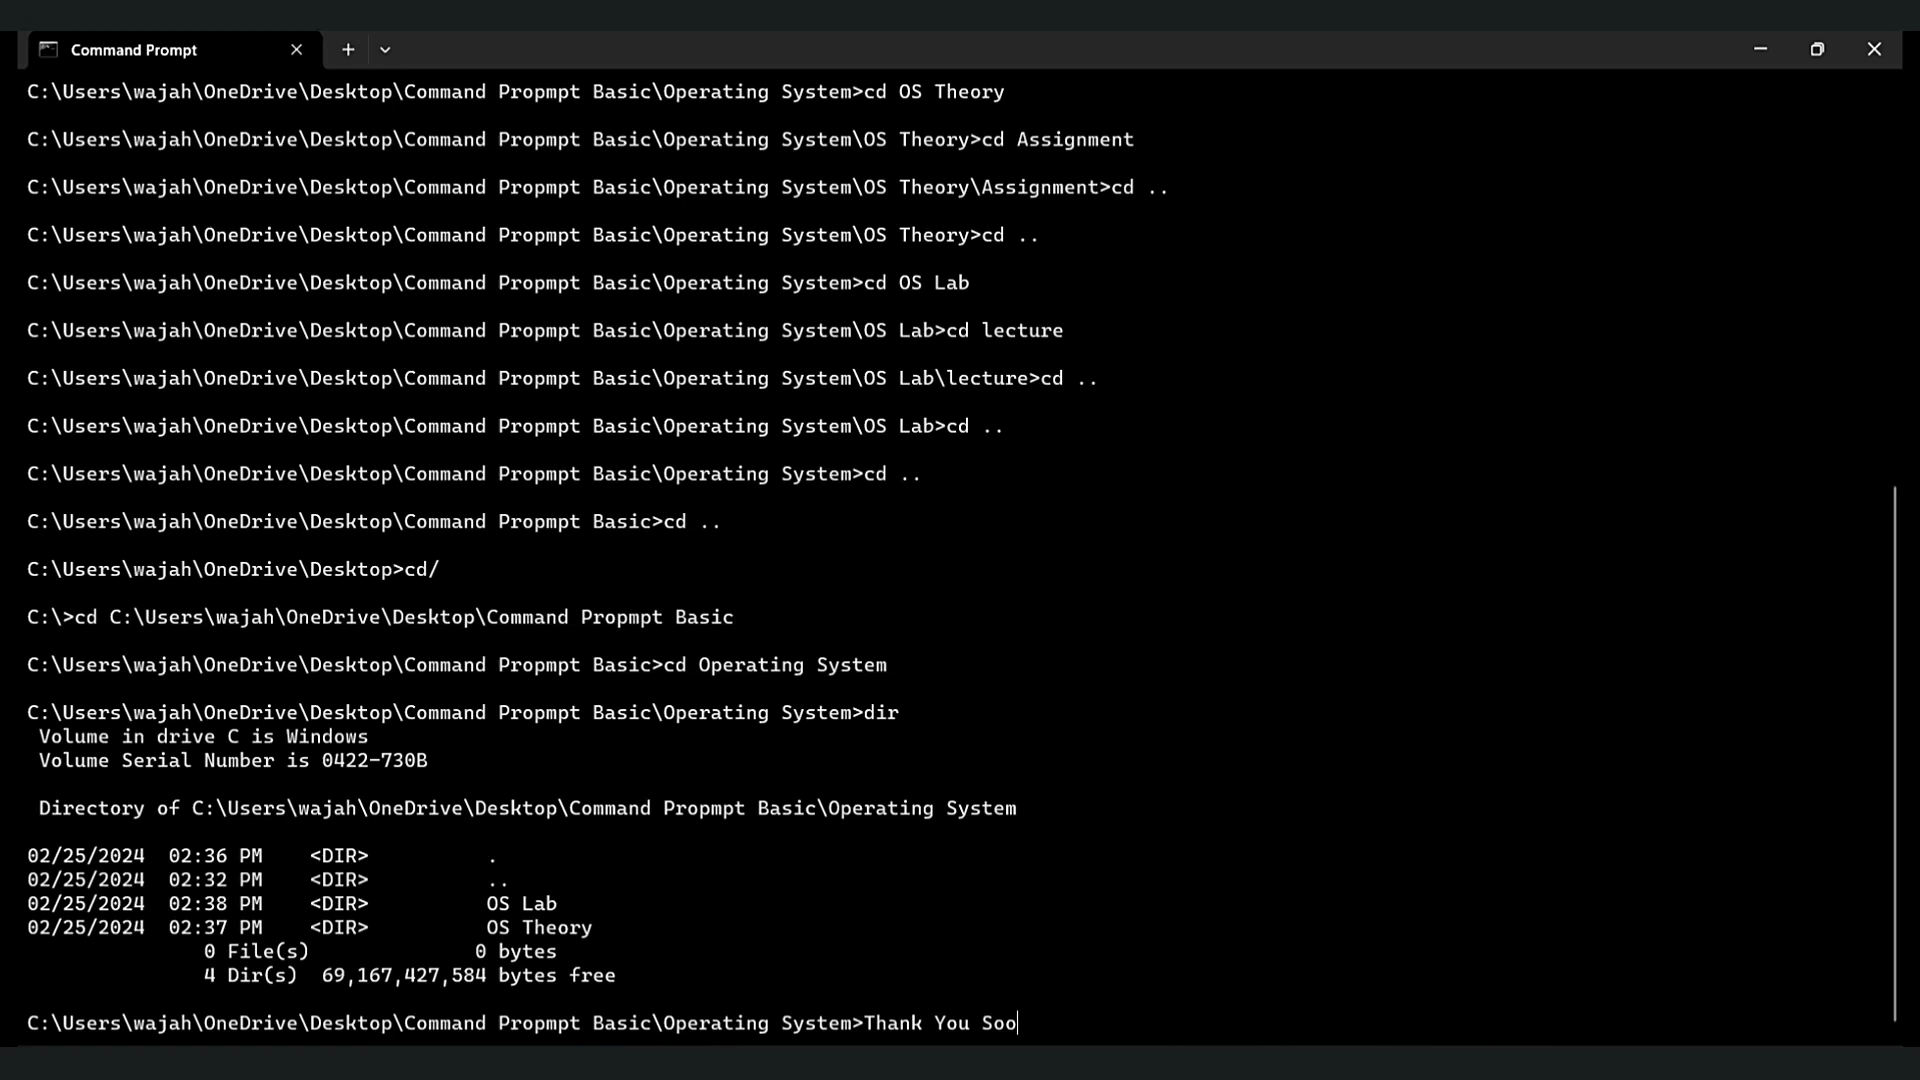 Command Prompt
C:\Users\wajah\OneDrive\Desktop\Command Propmpt Basic\Operating System>cd OS Theory
C:\Users\wajah\OneDrive\Desktop\Command Propmpt Basic\Operating System\OS Theory>cd Assignment
C:\Users\wajah\OneDrive\Desktop\Command Propmpt Basic\Operating System\OS Theory\Assignment>cd ..
C:\Users\wajah\OneDrive\Desktop\Command Propmpt Basic\Operating System\OS Theory>cd ..
C:\Users\wajah\OneDrive\Desktop\Command Propmpt Basic\Operating System>cd OS Lab
C:\Users\wajah\OneDrive\Desktop\Command Propmpt Basic\Operating System\OS Lab>cd lecture
C:\Users\wajah\OneDrive\Desktop\Command Propmpt Basic\Operating System\OS Lab\lecture>cd ..
C:\Users\wajah\OneDrive\Desktop\Command Propmpt Basic\Operating System\OS Lab>cd ..
C:\Users\wajah\OneDrive\Desktop\Command Propmpt Basic\Operating System>cd ..
C:\Users\wajah\OneDrive\Desktop\Command Propmpt Basic>cd ..
C:\Users\wajah\OneDrive\Desktop>cd/
C:\>cd C:\Users\wajah\OneDrive\Desktop\Command Propmpt Basic
C:\Users\wajah\OneDrive\Desktop\Command Propmpt Basic>cd Operating System
C:\Users\wajah\OneDrive\Desktop\Command Propmpt Basic\Operating System>dir
Volume in drive C is Windows
Volume Serial Number is 0422-730B
Directory of C:\Users\wajah\OneDrive\Desktop\Command Propmpt Basic\Operating System
02/25/2024  02:36 PM    <DIR>          .
02/25/2024  02:32 PM    <DIR>          ..
02/25/2024  02:38 PM    <DIR>          OS Lab
02/25/2024  02:37 PM    <DIR>          OS Theory
0 File(s)              0 bytes
4 Dir(s)  69,167,427,584 bytes free
C:\Users\wajah\OneDrive\Desktop\Command Propmpt Basic\Operating System>Thank You Soo